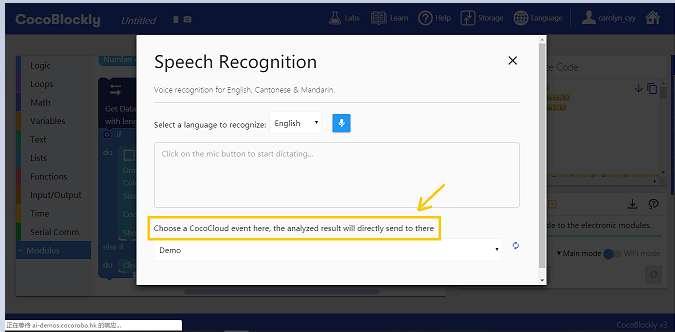 CocoBlockly
Untitled
Labs
Learn
Help
Storage
Language
carolyn_cyy
Number
Logic
Loops
Math
Variables
Text
Lists
Functions
Input/Output
Time
Serial Comm.
Modules
Get Data
with leng
if
do
else if
do
Speech Recognition
Voice recognition for English, Cantonese & Mandarin.
Select a language to recognize: English
Click on the mic button to start dictating...
Choose a CocoCloud event here, the analyzed result will directly send to there
Demo
ce Code
de to the electronic modules.
Main mode
WiFi mode
正在等待 ai-demos.cocorobo.hk 的响应...
CocoBlockly v3